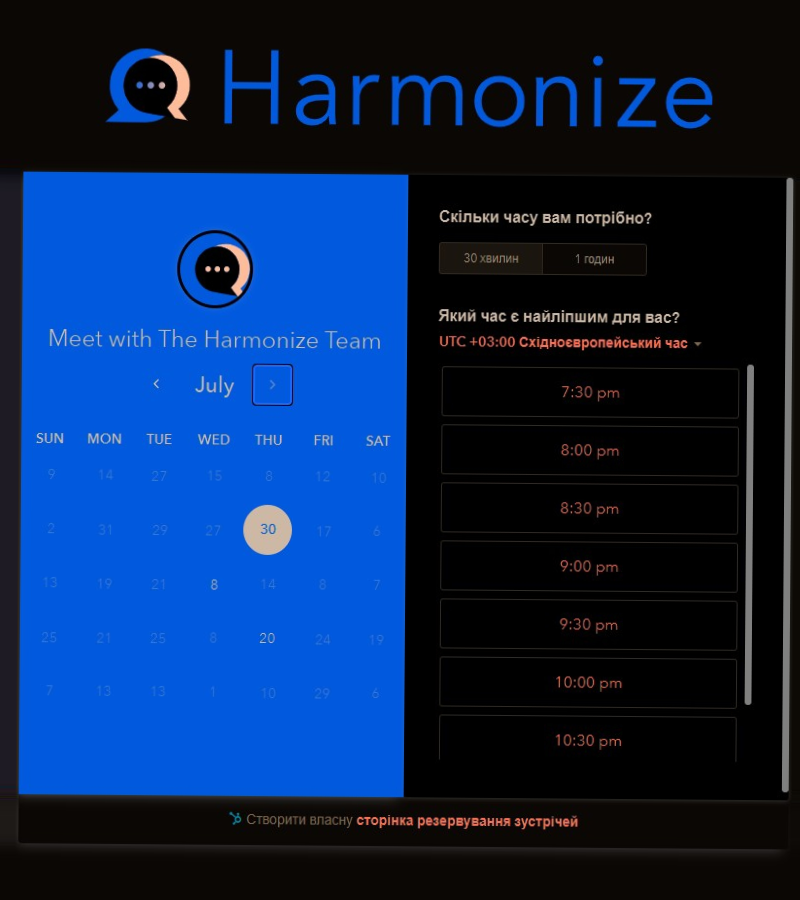 Harmonize
Meet with The Harmonize Team
July
SUN MON TUE WED THU FRI SAT
9 14 27 15 8 12 10
2 31 29 27 30 17 6
13 19 21 8 14 8 7
25 21 25 8 20 24 19
7 13 13 1 10 29 6
Скільки часу вам потрібно?
30 хвилин 1 годин
Який час є найліпшим для вас?
UTC +03:00 Східноєвропейський час
7:30 pm
8:00 pm
8:30 pm
9:00 pm
9:30 pm
10:00 pm
10:30 pm
Створити власну сторінка резервування зустрічей